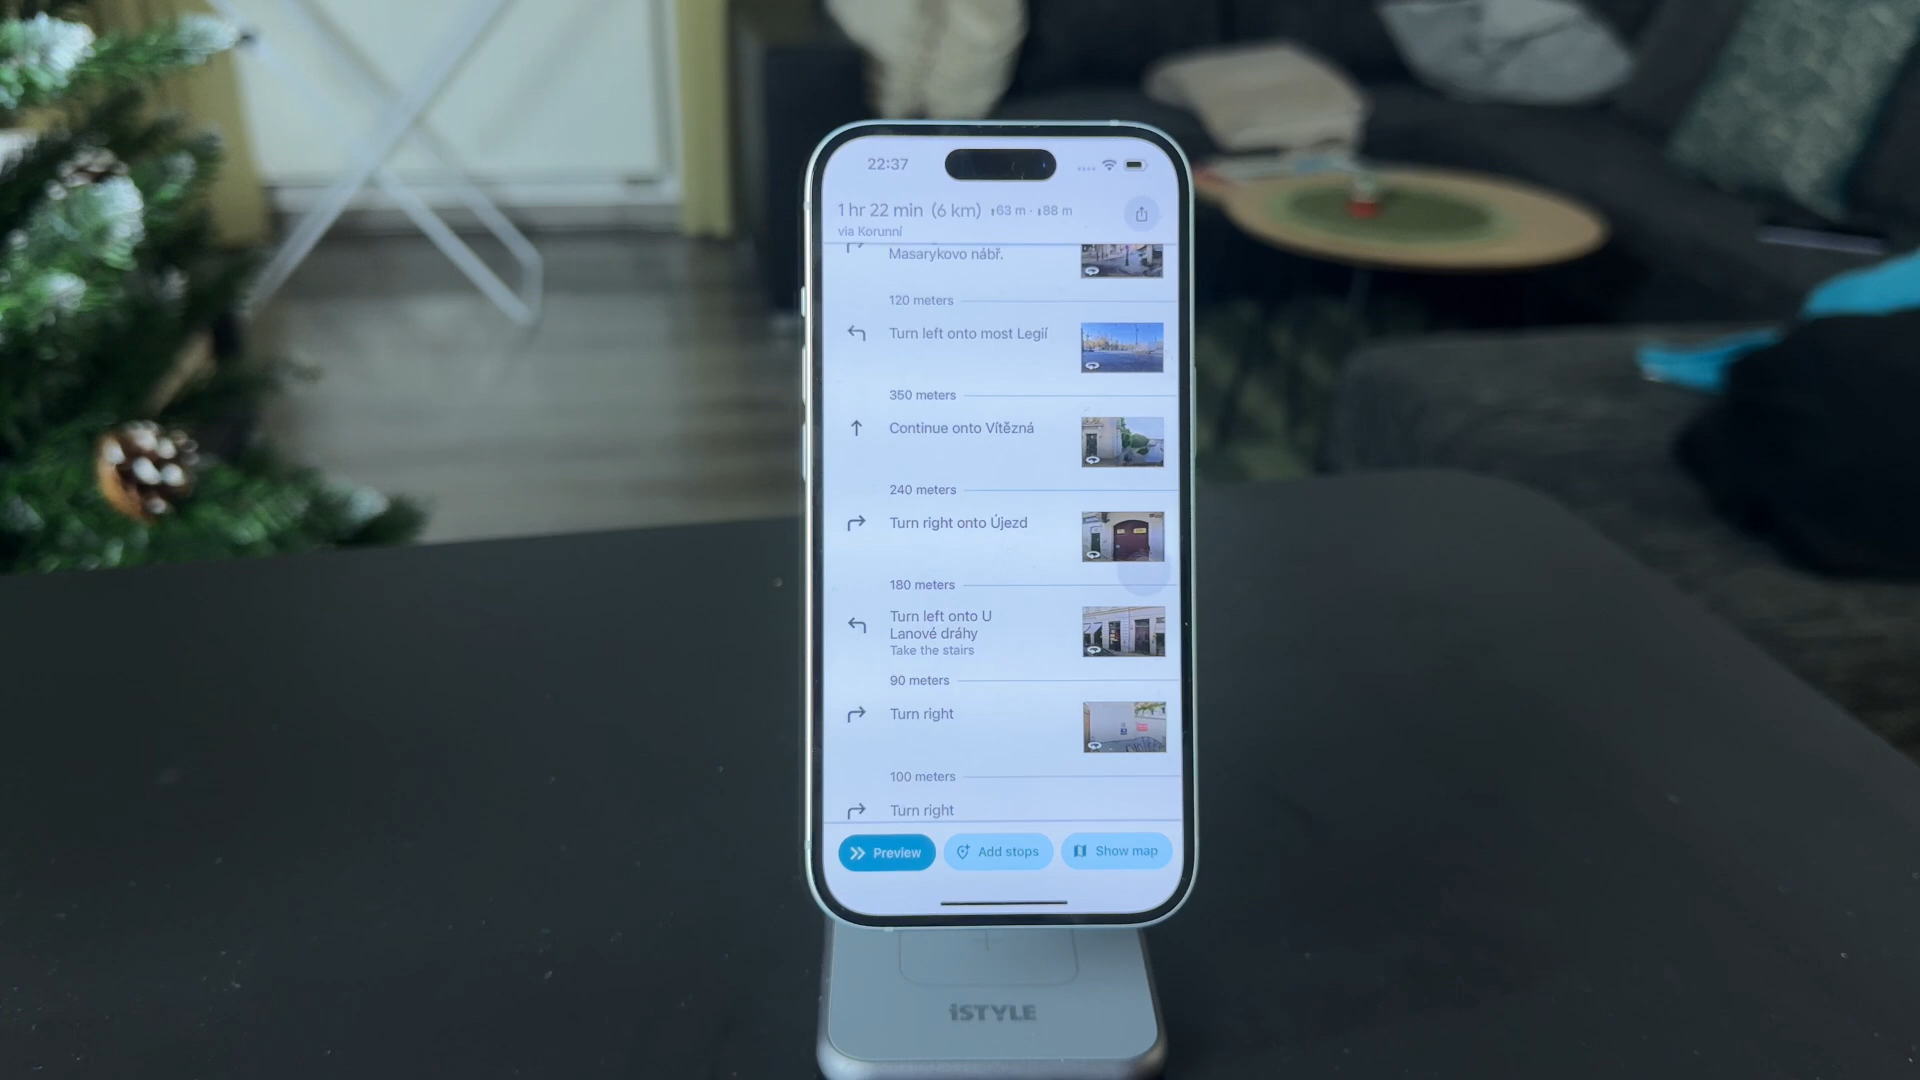 22:37
1 hr 22 min (6 km) 63 m · 88 m
via Korunní
Masarykovo nábř.
120 meters
Turn left onto most Legií
350 meters
Continue onto Vítězná
240 meters
Turn right onto Újezd
180 meters
Turn left onto U
Lanové dráhy
Take the stairs
90 meters
Turn right
100 meters
Turn right
Preview
Add stops
Show map
iSTYLE